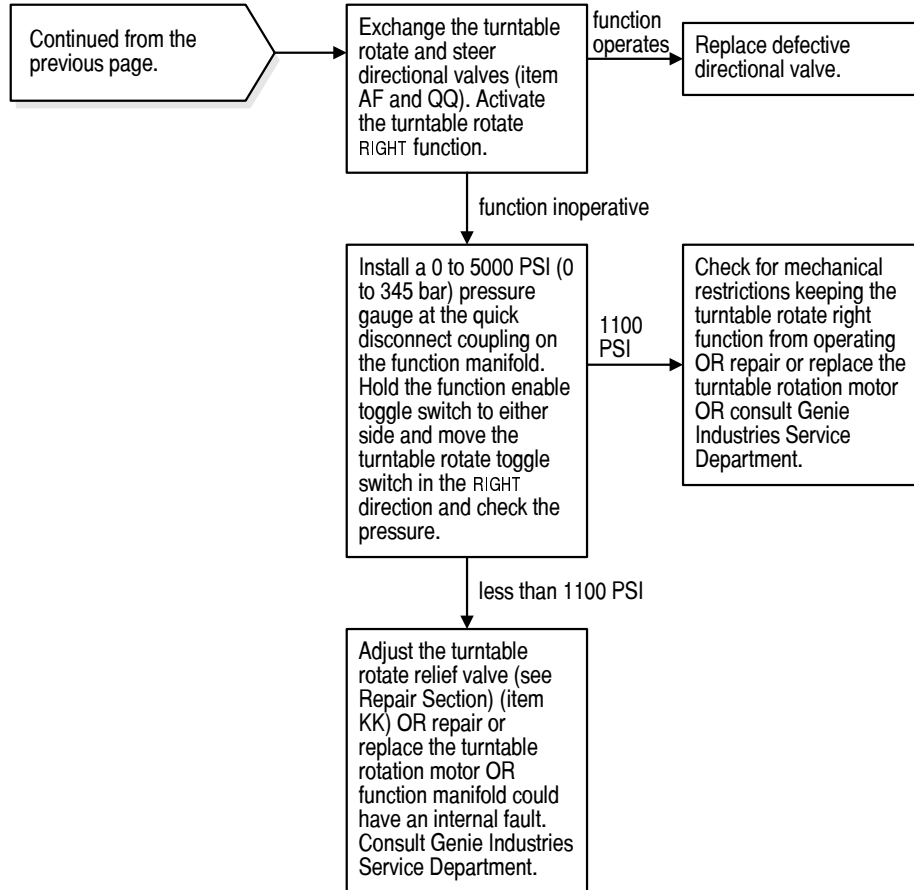 Continued from the
previous page.
Exchange the turntable
rotate and steer
directional valves (item
AF and QQ). Activate
the turntable rotate
RIGHT function.
function
operates
Replace defective
directional valve.
function inoperative
Install a 0 to 5000 PSI (0
to 345 bar) pressure
gauge at the quick
disconnect coupling on
the function manifold.
Hold the function enable
toggle switch to either
side and move the
turntable rotate toggle
switch in the RIGHT
direction and check the
pressure.
1100
PSI
Check for mechanical
restrictions keeping the
turntable rotate right
function from operating
OR repair or replace the
turntable rotation motor
OR consult Genie
Industries Service
Department.
less than 1100 PSI
Adjust the turntable
rotate relief valve (see
Repair Section) (item
KK) OR repair or
replace the turntable
rotation motor OR
function manifold could
have an internal fault.
Consult Genie Industries
Service Department.